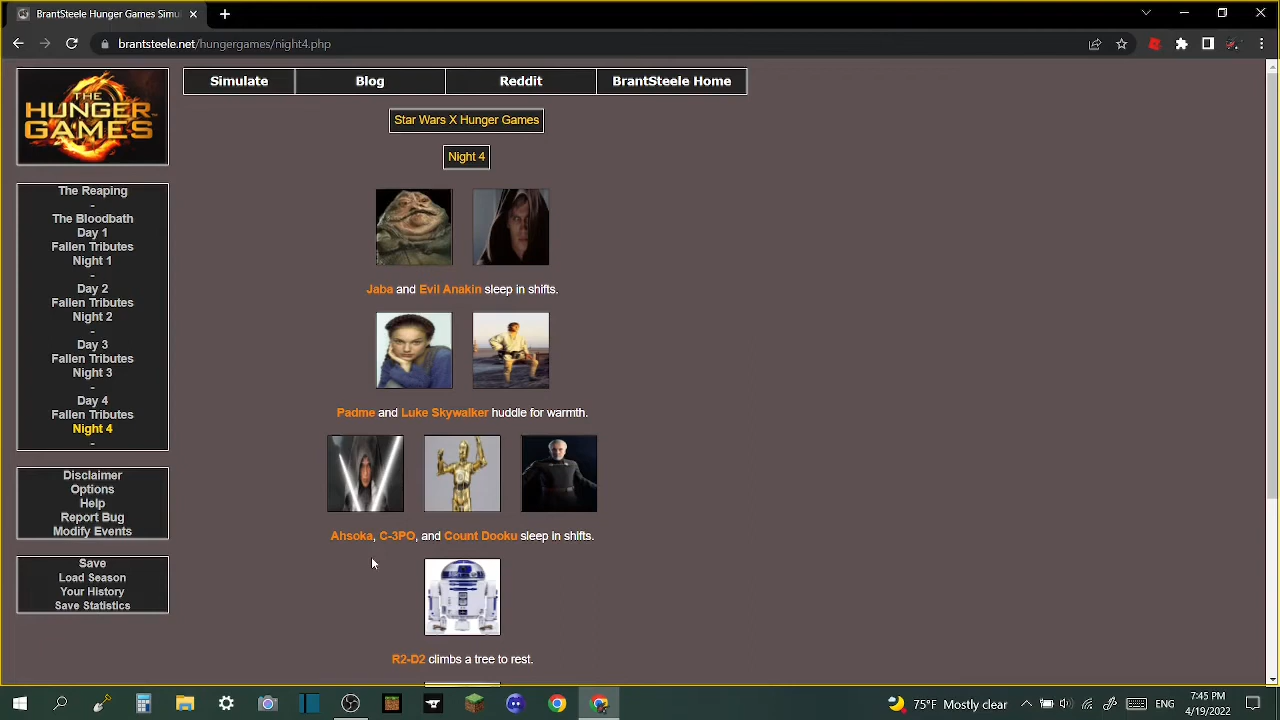 BrantSteele Hunger Games Simu
brantsteele.net/hungergames/night4.php
THE
HUNGER
GAMES
Simulate
Blog
Reddit
BrantSteele Home
Star Wars X Hunger Games
Night 4
The Reaping
-
The Bloodbath
Day 1
Fallen Tributes
Night 1
-
Day 2
Fallen Tributes
Night 2
-
Day 3
Fallen Tributes
Night 3
-
Day 4
Fallen Tributes
Night 4
-
Disclaimer
Options
Help
Report Bug
Modify Events
Save
Load Season
Your History
Save Statistics
Jaba and Evil Anakin sleep in shifts.
Padme and Luke Skywalker huddle for warmth.
Ahsoka, C-3PO, and Count Dooku sleep in shifts.
R2-D2 climbs a tree to rest.
75°F Mostly clear
ENG
7:45 PM
4/19/2022